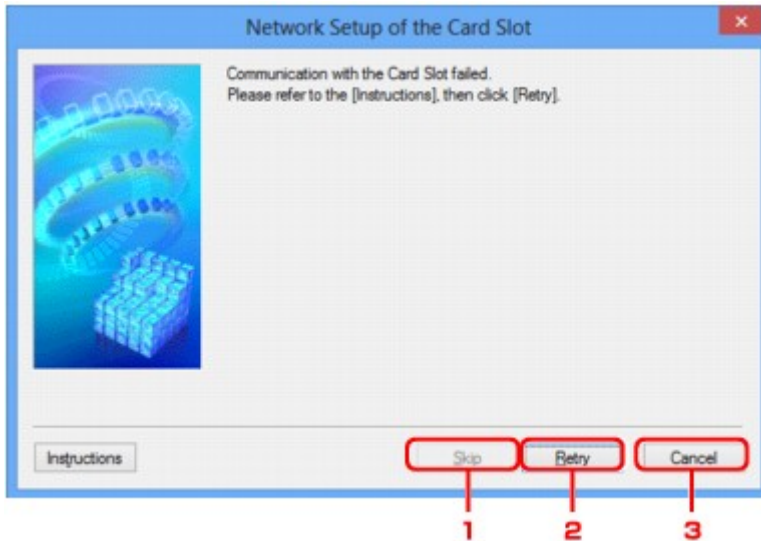 Network Setup of the Card Slot
Communication with the Card Slot failed.
Please refer to the [Instructions], then click [Retry].
Instructions
Skip
Retry
Cancel
1
2
3